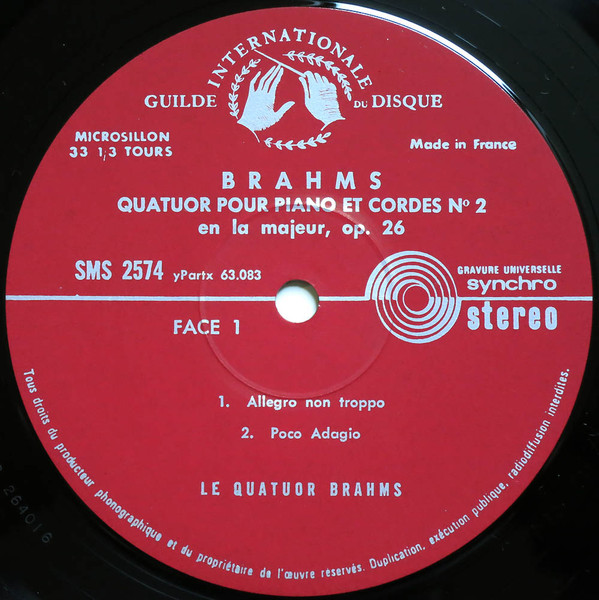 GUILDE INTERNATIONALE DU DISQUE
MICROSILLON
33 1/3 TOURS
Made in France
BRAHMS
QUATUOR POUR PIANO ET CORDES Nº 2
en la majeur, op. 26
SMS 2574 yPartx 63.083
GRAVURE UNIVERSELLE
synchro
stereo
FACE 1
1. Allegro non troppo
2. Poco Adagio
LE QUATUOR BRAHMS
Tous droits du producteur phonographique et du propriétaire de l'œuvre réservés. Duplication, exécution publique, radiodiffusion interdites.